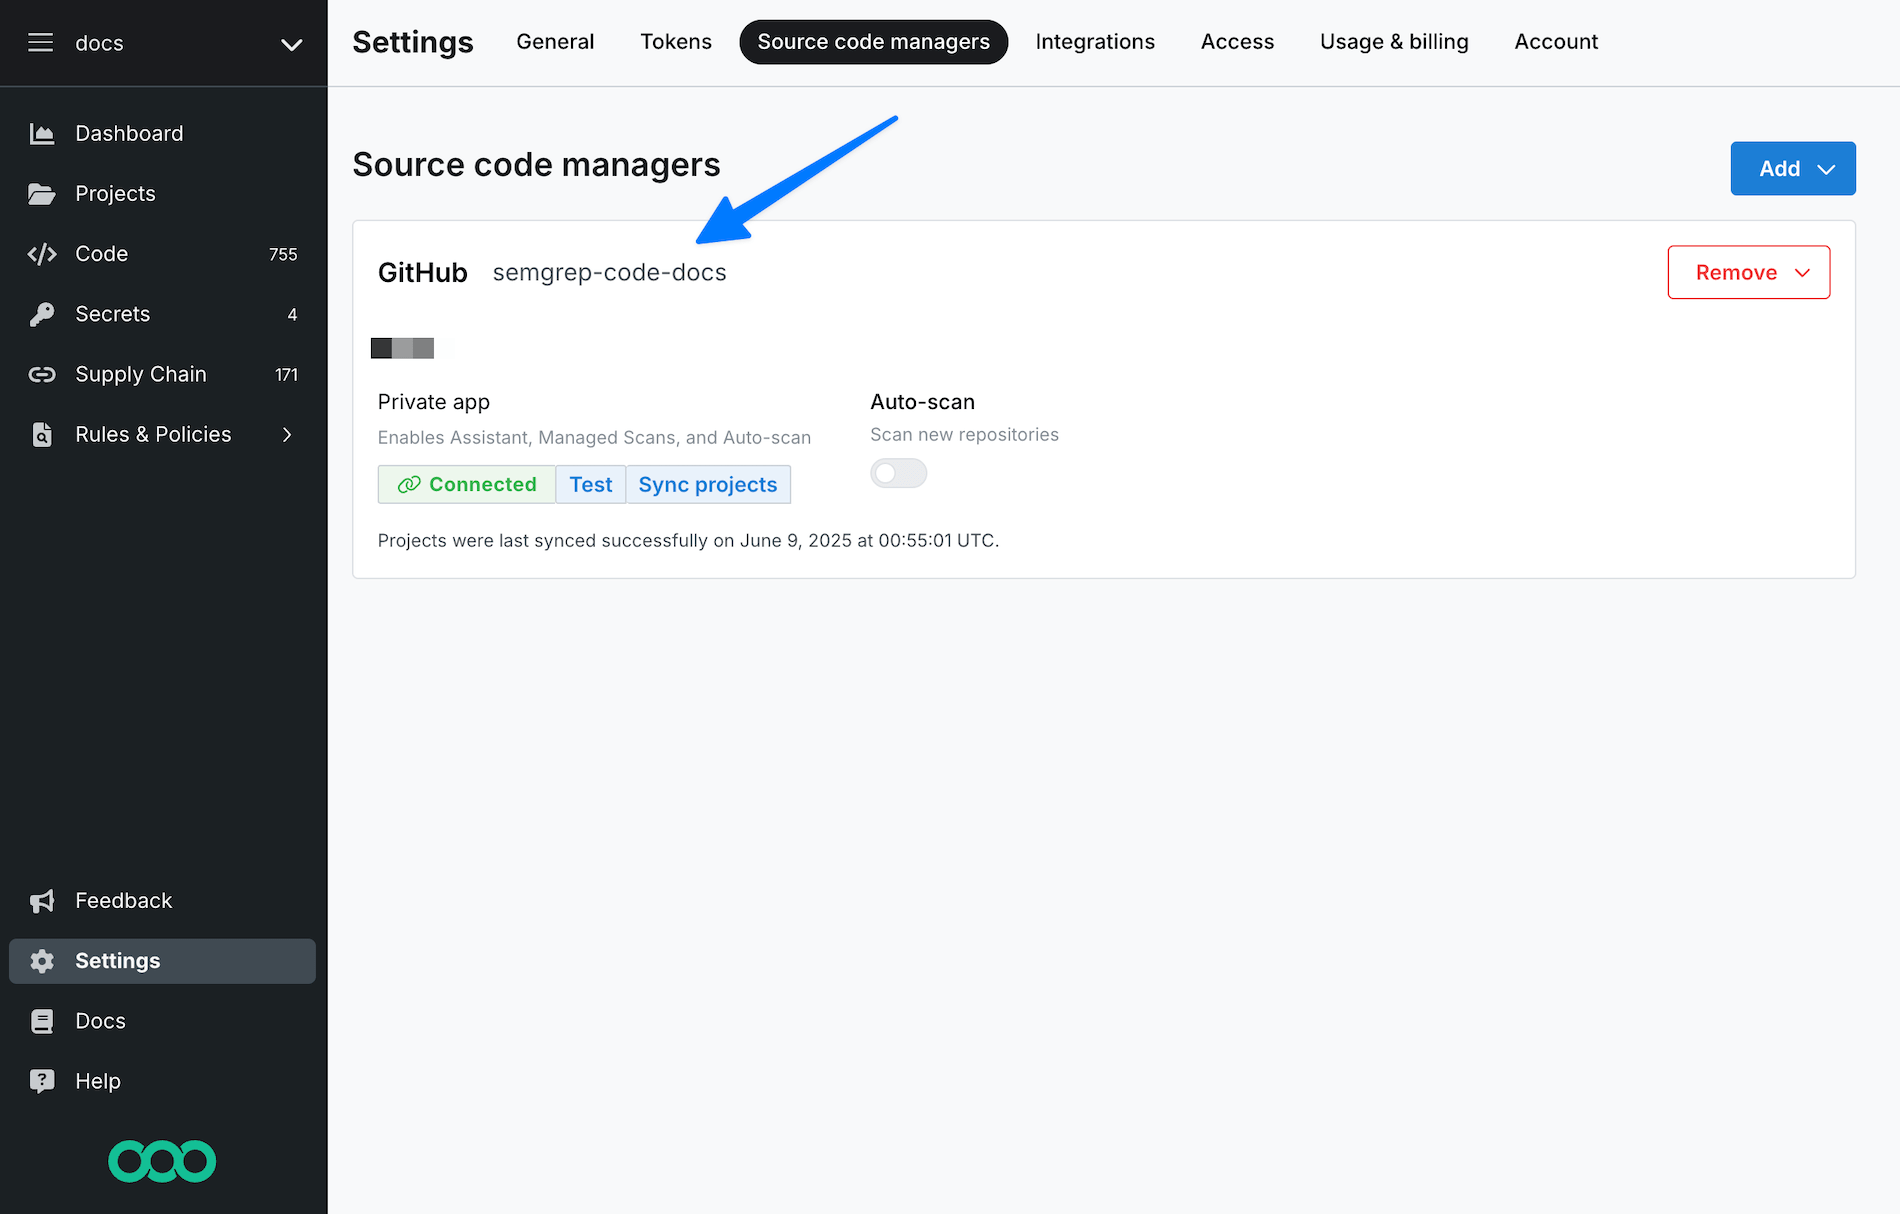 docs
Settings General Tokens Source code managers Integrations Access Usage & billing Account
Dashboard
Projects
Code 755
Secrets 4
Supply Chain 171
Rules & Policies
Feedback
Settings
Docs
Help
Source code managers
Add
GitHub semgrep-code-docs
Remove
Private app
Enables Assistant, Managed Scans, and Auto-scan
Connected Test Sync projects
Auto-scan
Scan new repositories
Projects were last synced successfully on June 9, 2025 at 00:55:01 UTC.